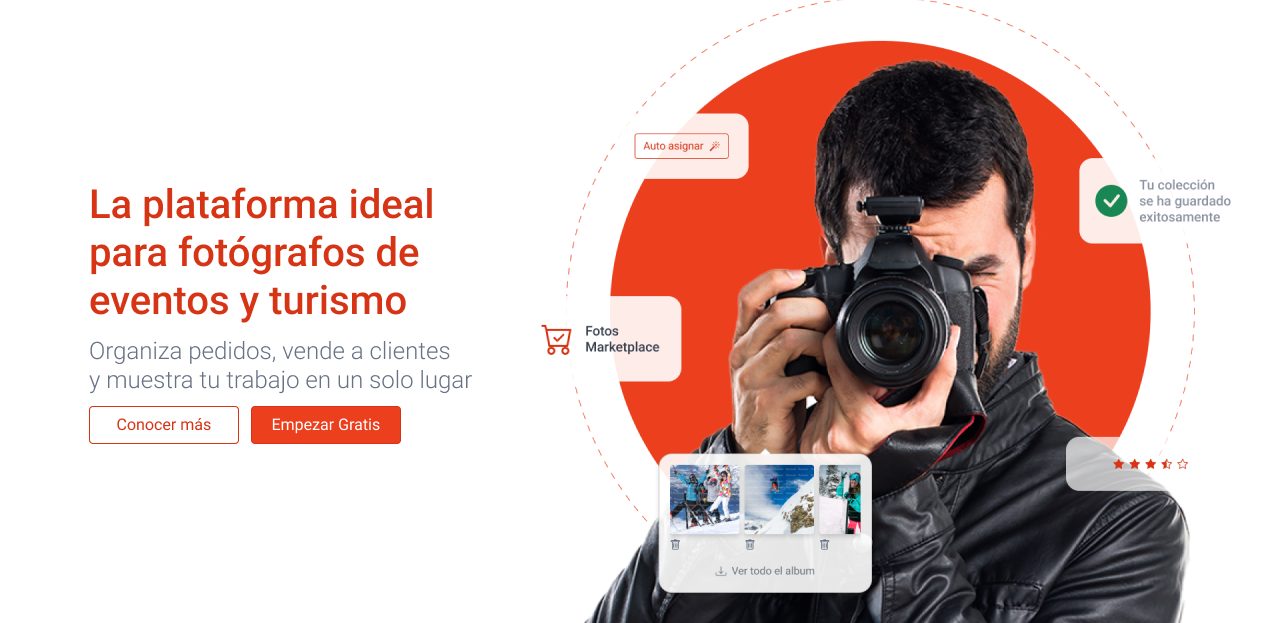 La plataforma ideal
para fotógrafos de
eventos y turismo
Organiza pedidos, vende a clientes
y muestra tu trabajo en un solo lugar
Conocer más
Empezar Gratis
Auto asignar
Tu colección
se ha guardado
exitosamente
Fotos
Marketplace
Ver todo el album